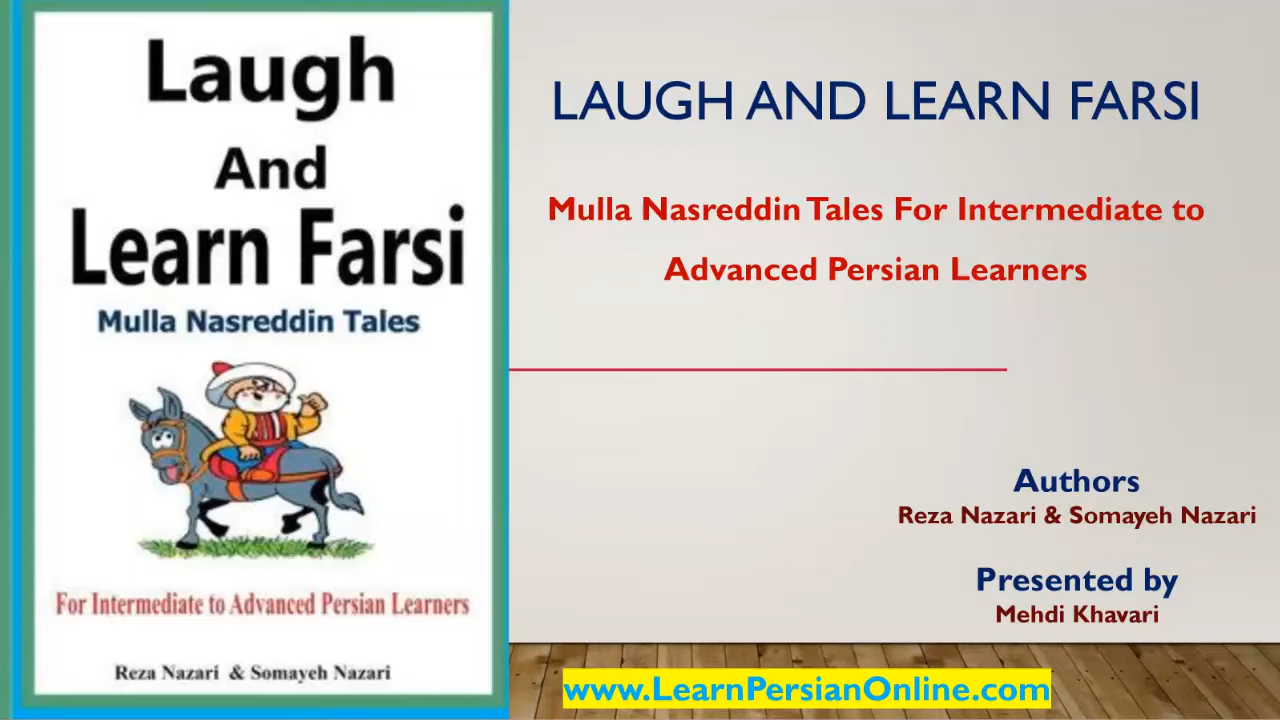 Laugh
And
Learn Farsi
Mulla Nasreddin Tales
For Intermediate to Advanced Persian Learners
Reza Nazari & Somayeh Nazari
LAUGH AND LEARN FARSI
Mulla Nasreddin Tales For Intermediate to
Advanced Persian Learners
Authors
Reza Nazari & Somayeh Nazari
Presented by
Mehdi Khavari
www.LearnPersianOnline.com